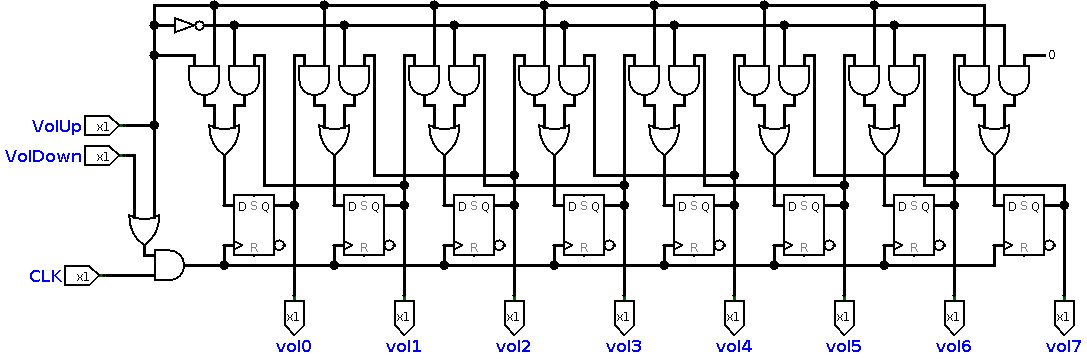 0
VolUp x1
VolDown x1
D S Q D S Q D S Q D S Q D S Q D S Q D S Q D S Q
R R R R R R R R
CLK x1
x1 x1 x1 x1 x1 x1 x1 x1
vol0 vol1 vol2 vol3 vol4 vol5 vol6 vol7